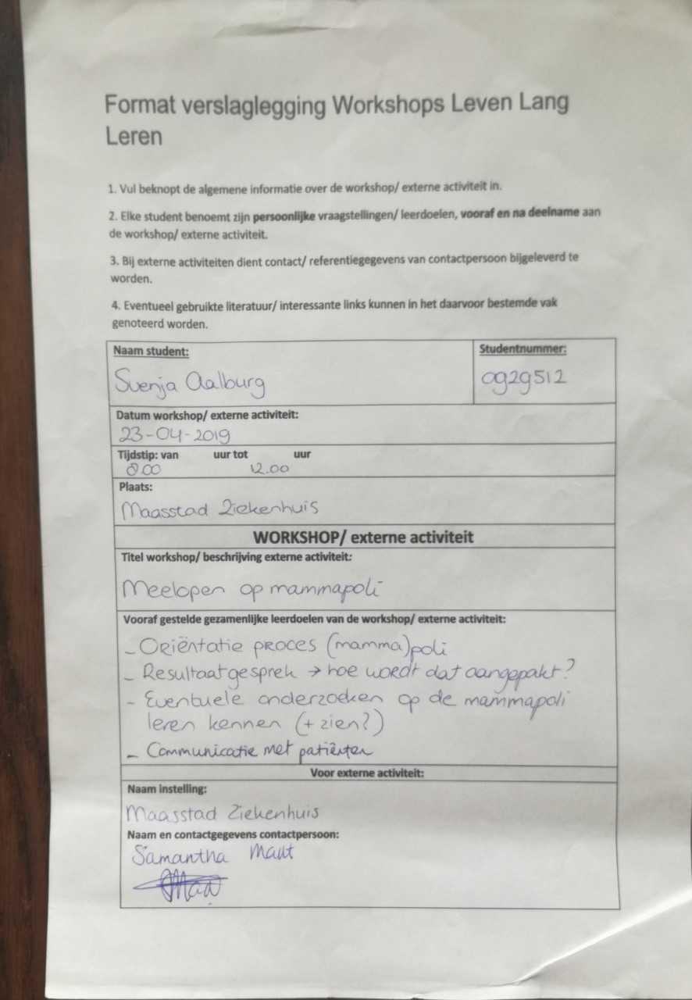 Format verslaglegging Workshops Leven Lang
Leren
1. Vul beknopt de algemene informatie over de workshop/ externe activiteit in.
2. Elke student benoemt zijn persoonlijke vraagstellingen/ leerdoelen, vooraf en na deelname aan
de workshop/ externe activiteit.
3. Bij externe activiteiten dient contact/ referentiegegevens van contactpersoon bijgeleverd te
worden.
4. Eventueel gebruikte literatuur/ interessante links kunnen in het daarvoor bestemde vak
genoteerd worden.
Naam student: Studentnummer:
Svenja Aalburg 0929512
Datum workshop/ externe activiteit:
23-04-2019
Tijdstip: van uur tot uur
8.00 12.00
Plaats:
Maasstad Ziekenhuis
WORKSHOP/ externe activiteit
Titel workshop/ beschrijving externe activiteit:
Meelopen op mammapoli
Vooraf gestelde gezamenlijke leerdoelen van de workshop/ externe activiteit:
- Oriëntatie proces (mamma)poli
- Resultaatgesprek → hoe wordt dat aangepakt?
- Eventuele onderzoeken op de mammapoli
leren kennen (+ zien?)
- Communicatie met patiënten
Voor externe activiteit:
Naam instelling:
Maasstad Ziekenhuis
Naam en contactgegevens contactpersoon:
Samantha